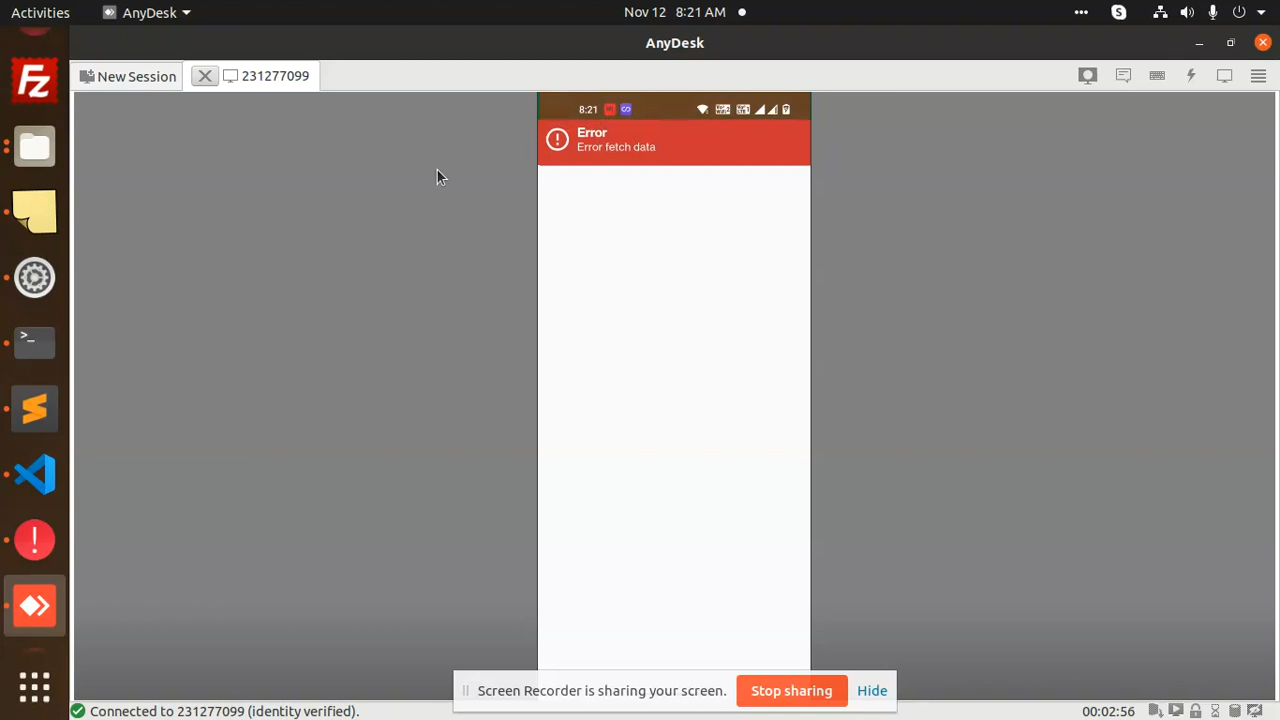 Activities
AnyDesk
Nov 12 8:21 AM
AnyDesk
New Session
231277099
8:21
Error
Error fetch data
Screen Recorder is sharing your screen.
Stop sharing
Hide
Connected to 231277099 (identity verified).
00:02:56